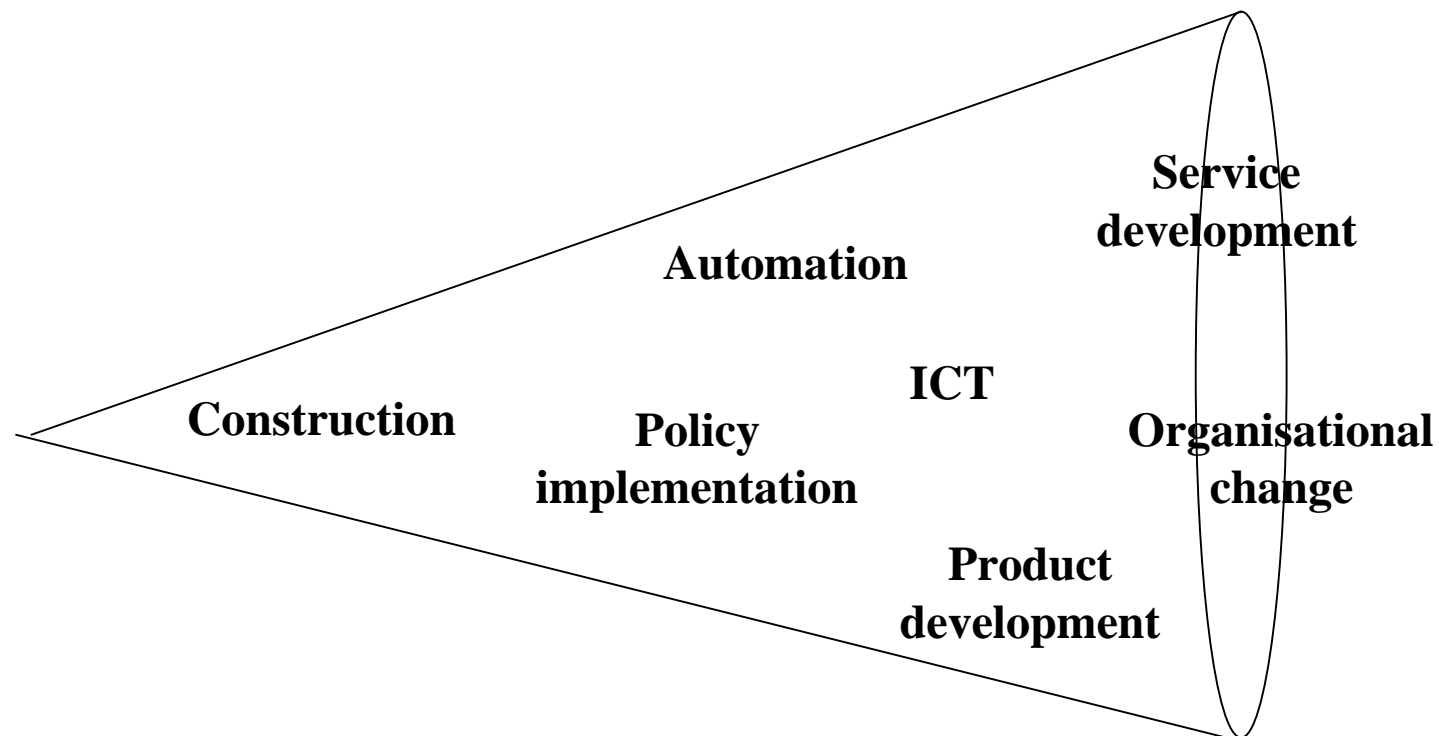 Service
development
Automation
ICT
Construction
Policy
implementation
Organisational
change
Product
development